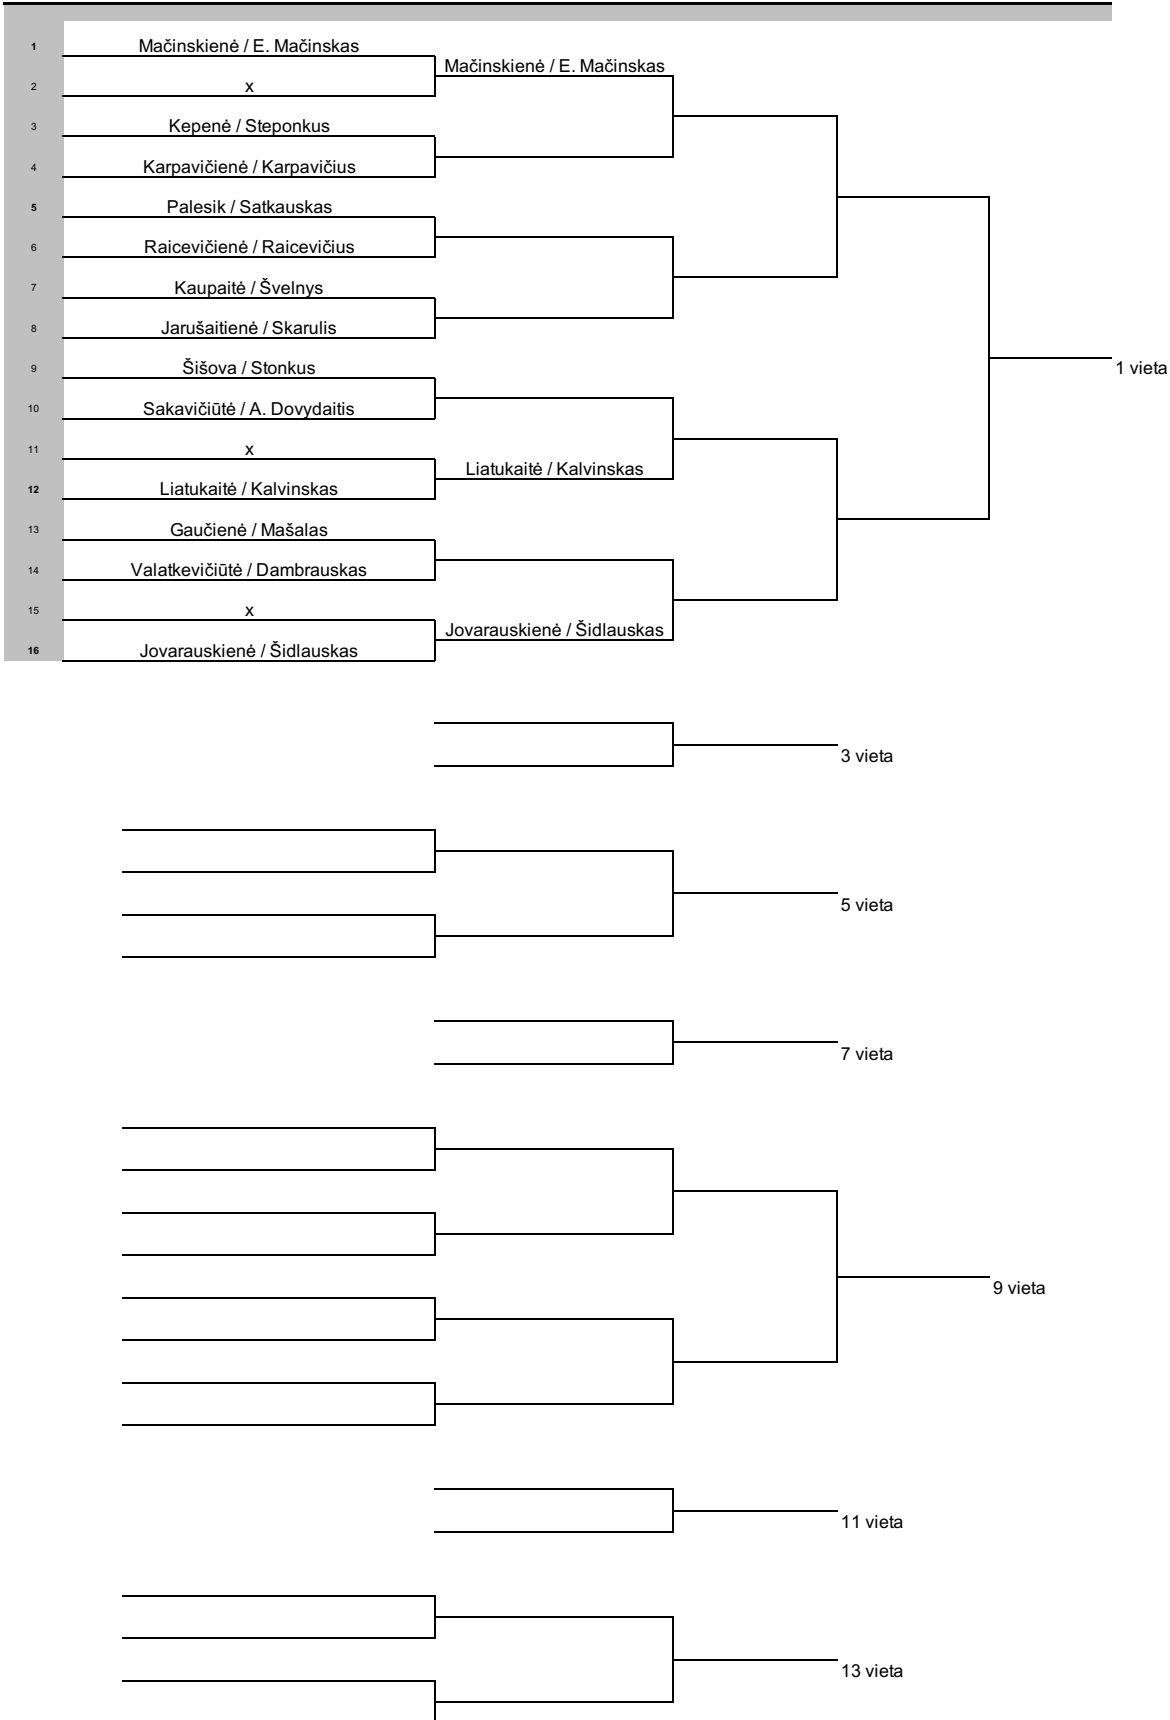 1 Mačinskienė / E. Mačinskas
Mačinskienė / E. Mačinskas
2 x
3 Kepenė / Steponkus
4 Karpavičienė / Karpavičius
5 Palesik / Satkauskas
6 Raicevičienė / Raicevičius
7 Kaupaitė / Švelnys
8 Jarušaitienė / Skarulis
9 Šišova / Stonkus
1 vieta
10 Sakavičiūtė / A. Dovydaitis
11 x
Liatukaitė / Kalvinskas
12 Liatukaitė / Kalvinskas
13 Gaučienė / Mašalas
14 Valatkevičiūtė / Dambrauskas
15 x
Jovarauskienė / Šidlauskas
16 Jovarauskienė / Šidlauskas
3 vieta
5 vieta
7 vieta
9 vieta
11 vieta
13 vieta